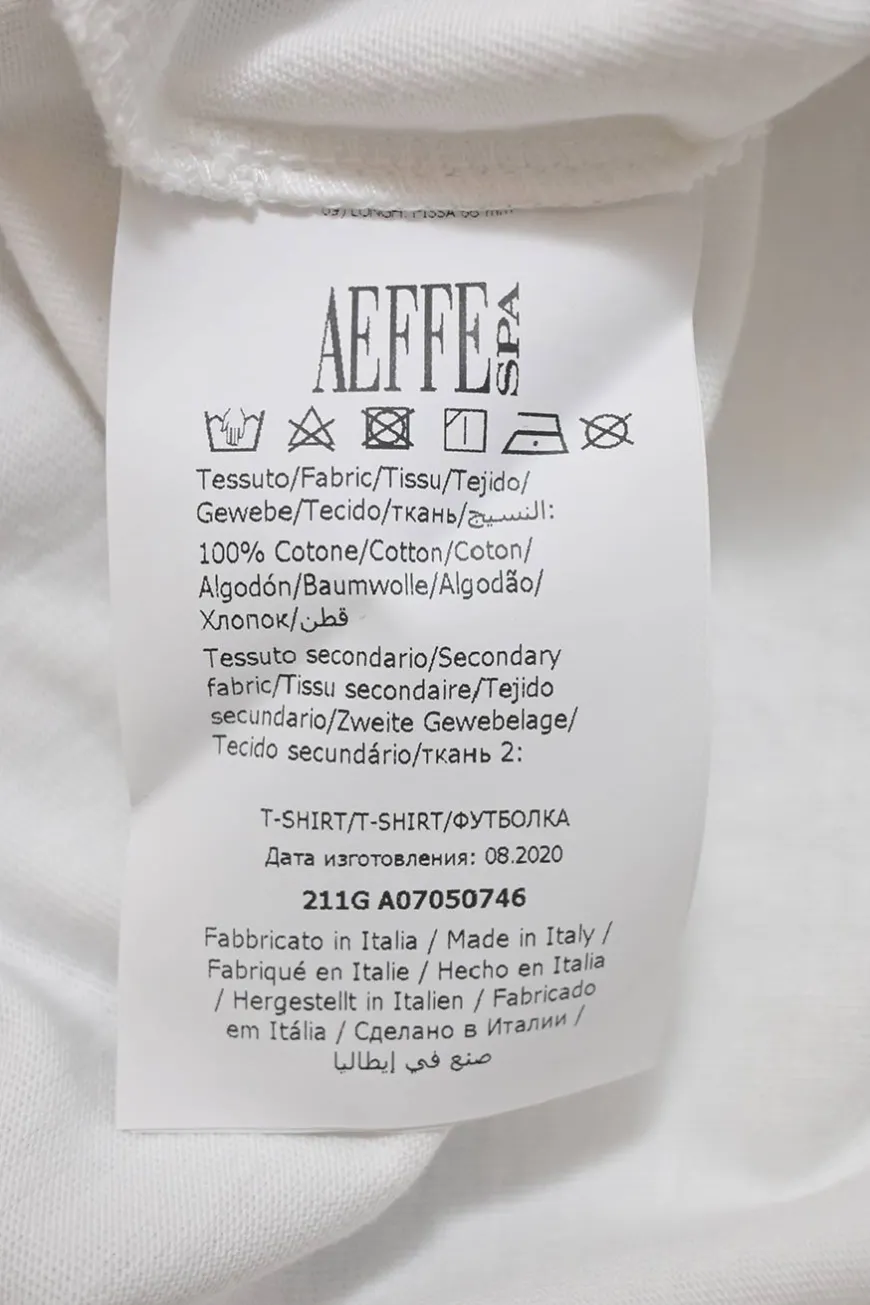 LONGH. FISSA mm
AEFFE SPA
Tessuto/Fabric/Tissu/Tejido/
Gewebe/Tecido/ткань/النسيج:
100% Cotone/Cotton/Coton/
Algodón/Baumwolle/Algodão/
Хлопок/قطن
Tessuto secondario/Secondary
fabric/Tissu secondaire/Tejido
secundario/Zweite Gewebelage/
Tecido secundário/ткань 2:
T-SHIRT/T-SHIRT/ФУТБОЛКА
Дата изготовления: 08.2020
211G A07050746
Fabbricato in Italia / Made in Italy /
Fabriqué en Italie / Hecho en Italia
/ Hergestellt in Italien / Fabricado
em Itália / Сделано в Италии /
صنع في إيطاليا